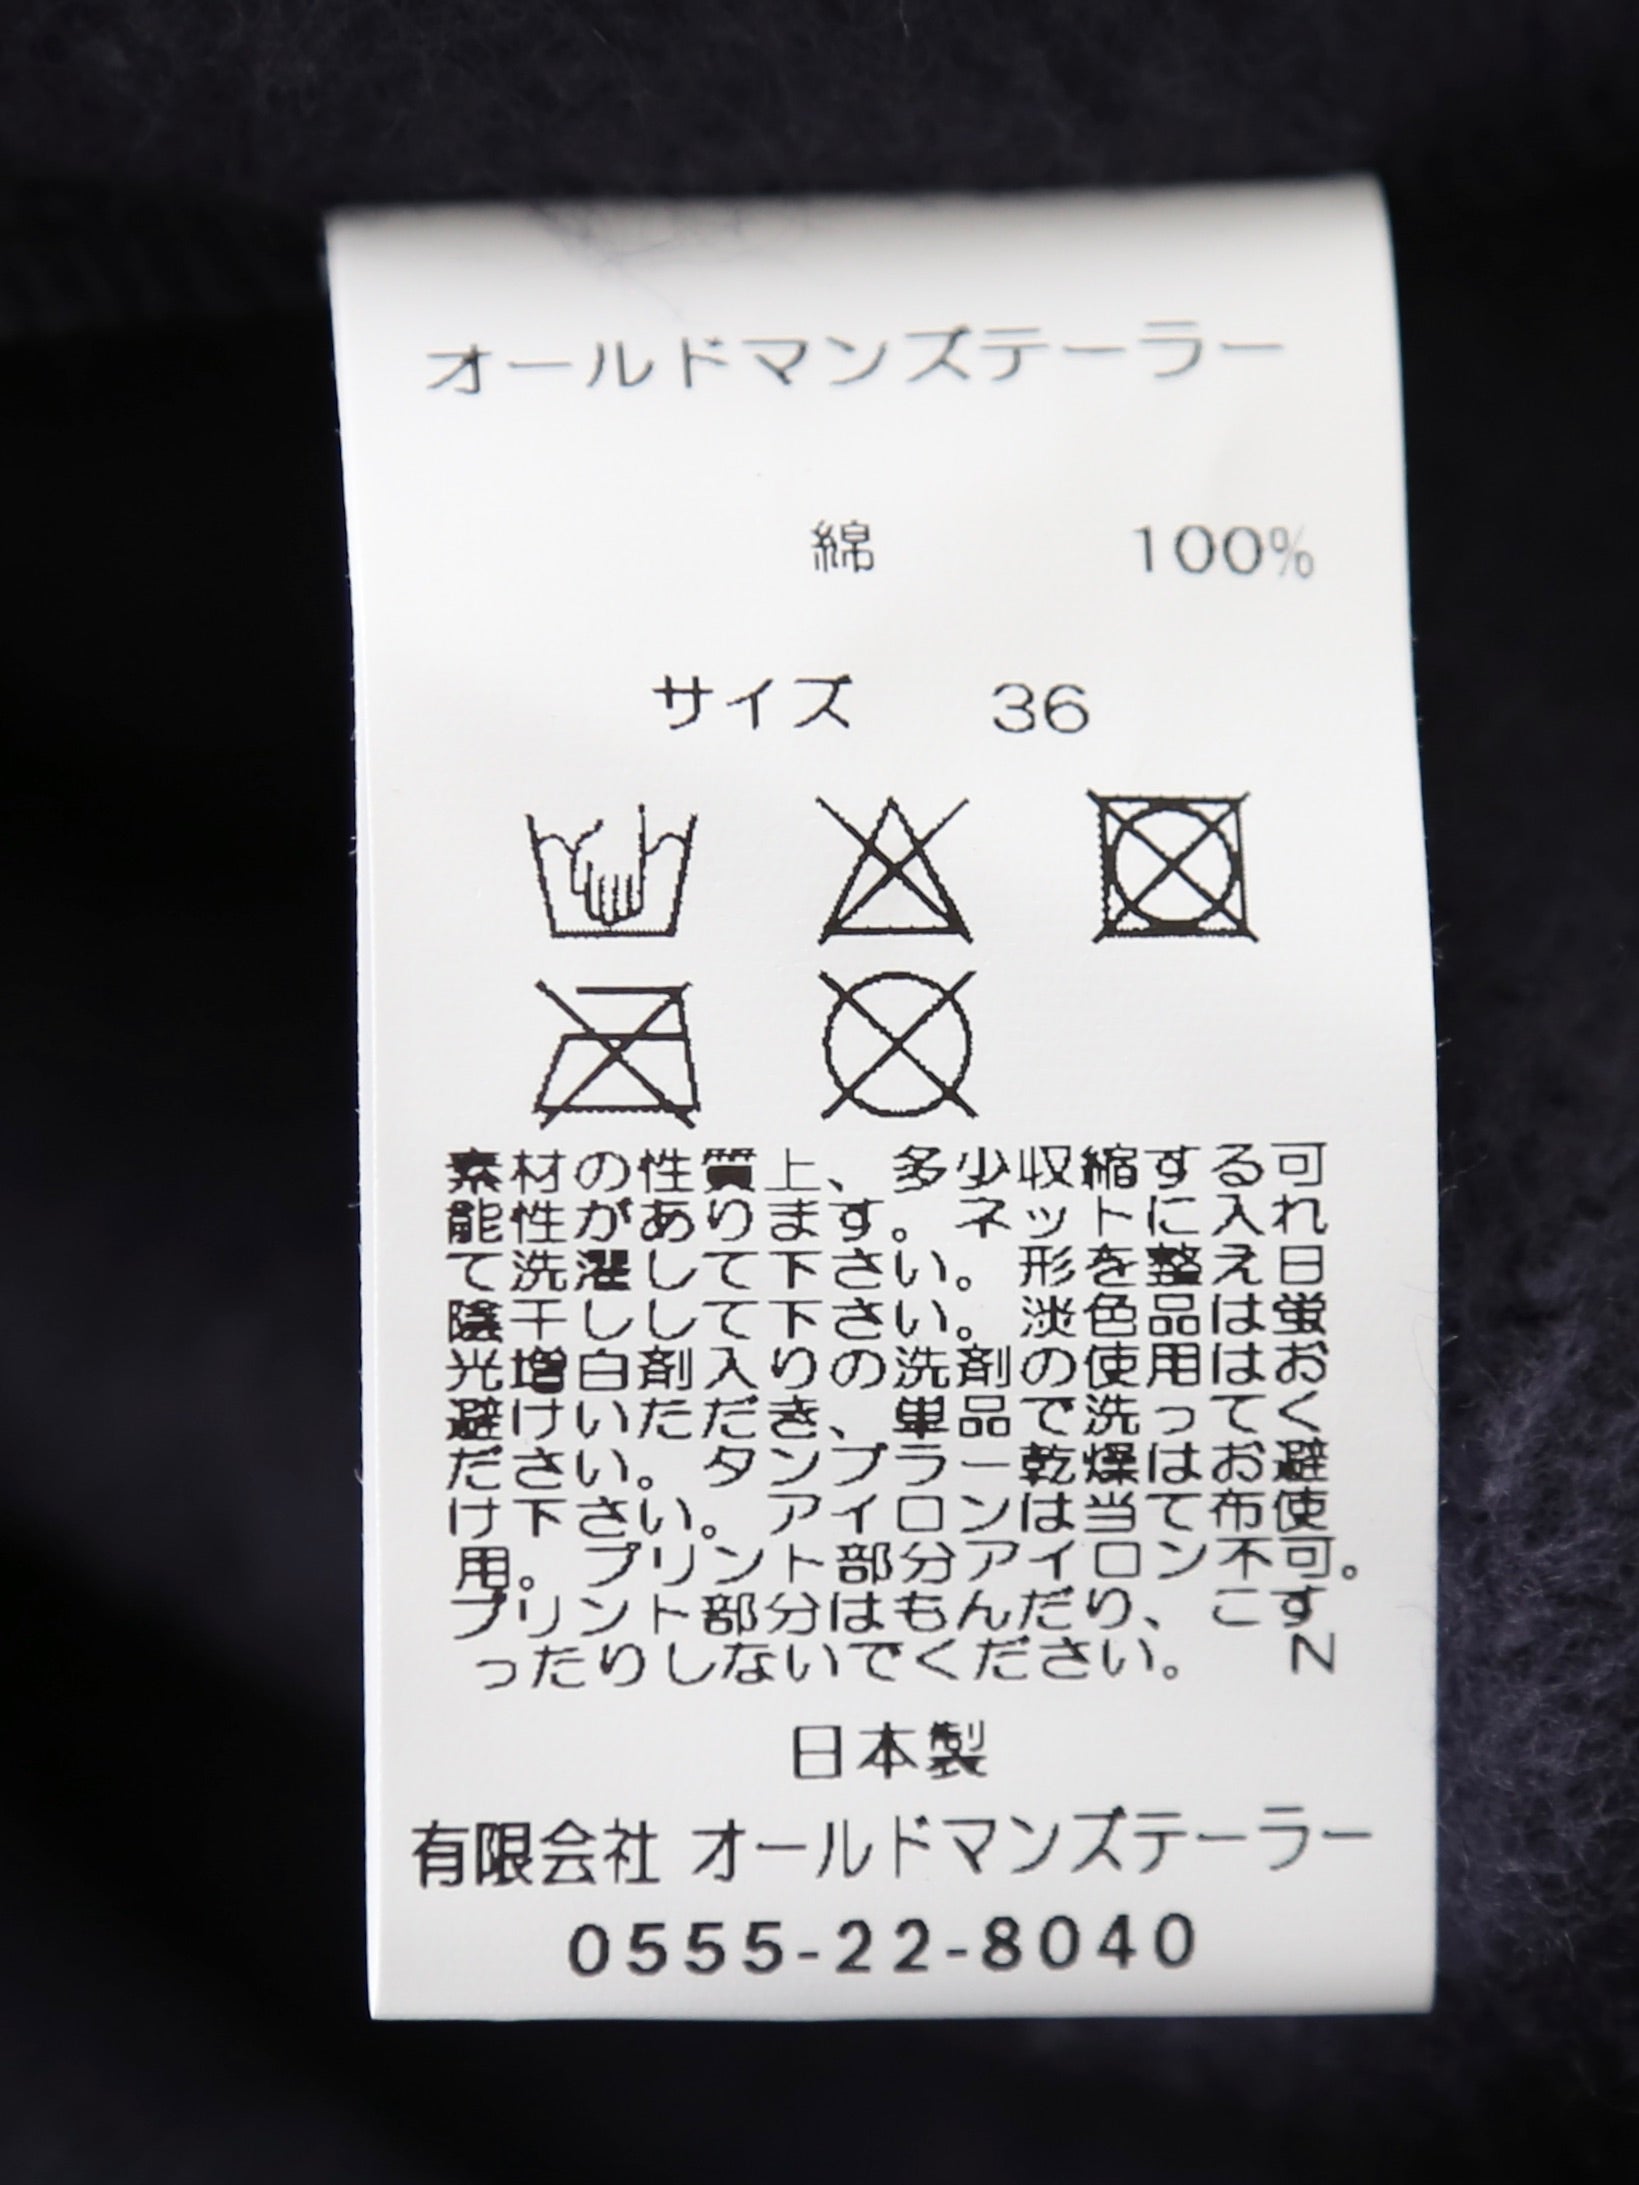 オールドマンズテーラー
綿 100%
サイズ 36
素材の性質上、多少収縮する可
能性があります。ネットに入れ
て洗濯して下さい。形を整え日
陰干しして下さい。淡色品は蛍
光増白剤入りの洗剤の使用はお
避けいただき、単品で洗ってく
ださい。タンブラー乾燥はお避
け下さい。アイロンは当て布使
用。プリント部分アイロン不可。
プリント部分はもんだり、こす
ったりしないでください。 N
日本製
有限会社 オールドマンズテーラー
0555-22-8040